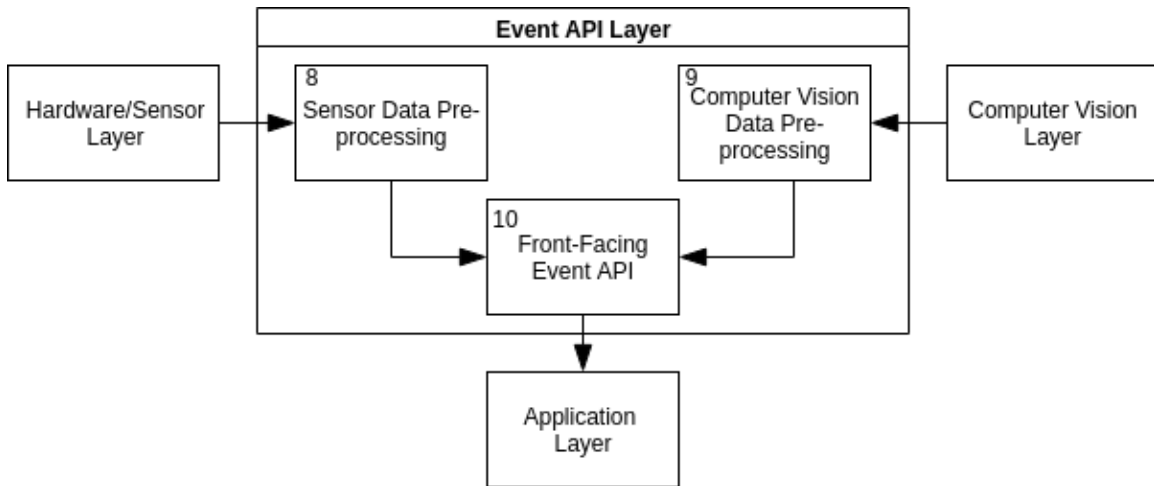 Event API Layer
Hardware/Sensor
Layer
8
Sensor Data Pre-
processing
9
Computer Vision
Data Pre-
processing
Computer Vision
Layer
10
Front-Facing
Event API
Application
Layer